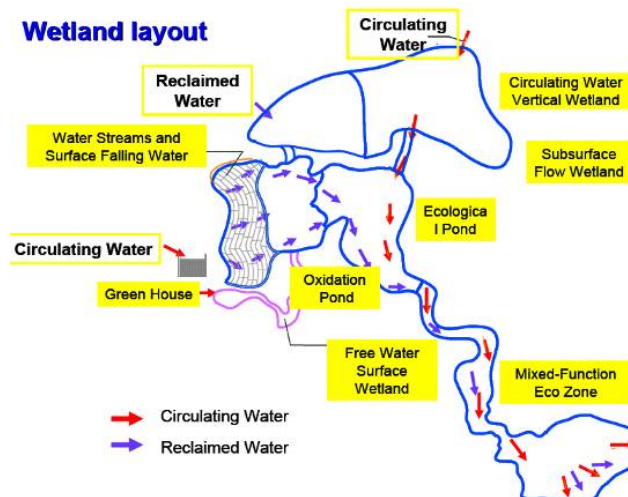 Wetland layout
Circulating
Water
Reclaimed
Water
Circulating Water
Vertical Wetland
Water Streams and
Surface Falling Water
Subsurface
Flow Wetland
Ecologica
l Pond
Circulating Water
Oxidation
Pond
Green House
Free Water
Surface
Wetland
Mixed-Function
Eco Zone
Circulating Water
Reclaimed Water